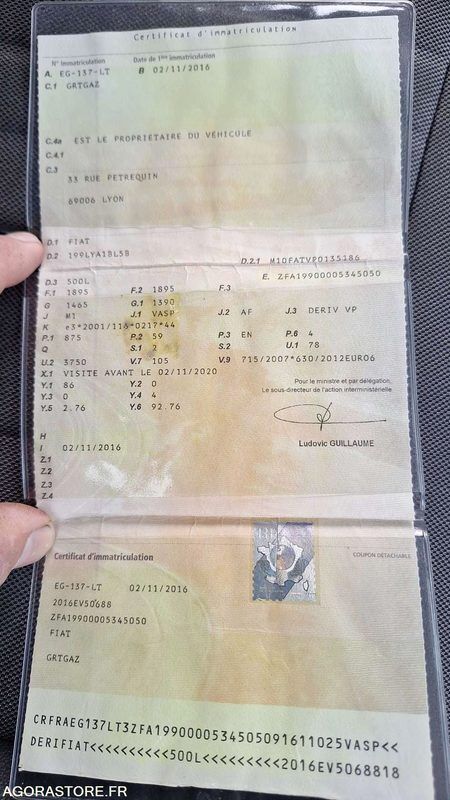 Certificat d'immatriculation
N° Immatriculation Date de 1ère immatriculation
A. EG-137-LT B 02/11/2016
C.1 GRTGAZ
C.4a EST LE PROPRIÉTAIRE DU VÉHICULE
C.4.1
C.3
33 RUE PETREQUIN
69006 LYON
D.1 FIAT
D.2 199LYA1BL5B D.2.1 M10FATVP0135186
E. ZFA19900005345050
D.3 500L
F.1 1895 F.2 1895 F.3
G 1465 G.1 1390
J M1 J.1 VASP J.2 AF J.3 DERIV VP
K e3*2001/116*0217*44
P.1 875 P.2 59 P.3 EN P.6 4
Q S.1 2 S.2 U.1 78
U.2 3750 V.7 105 V.9 715/2007*630/2012EURO6
X.1 VISITE AVANT LE 02/11/2020
Y.1 86 Y.2 0
Y.3 0 Y.4 4
Y.5 2.76 Y.6 92.76
Pour le ministre et par délégation,
Le sous-directeur de l'action interministérielle
Ludovic GUILLAUME
H
I 02/11/2016
Z.1
Z.2
Z.3
Z.4
Certificat d'immatriculation
COUPON DÉTACHABLE
EG-137-LT 02/11/2016
2016EV50688
ZFA19900005345050
FIAT
GRTGAZ
CRFRAEG137LT3ZFA199000053450509161102​5VASP<<
DERIFIAT<<<<<<<<<<500L<<<<<<<<<2016EV5068818
AGORASTORE.FR